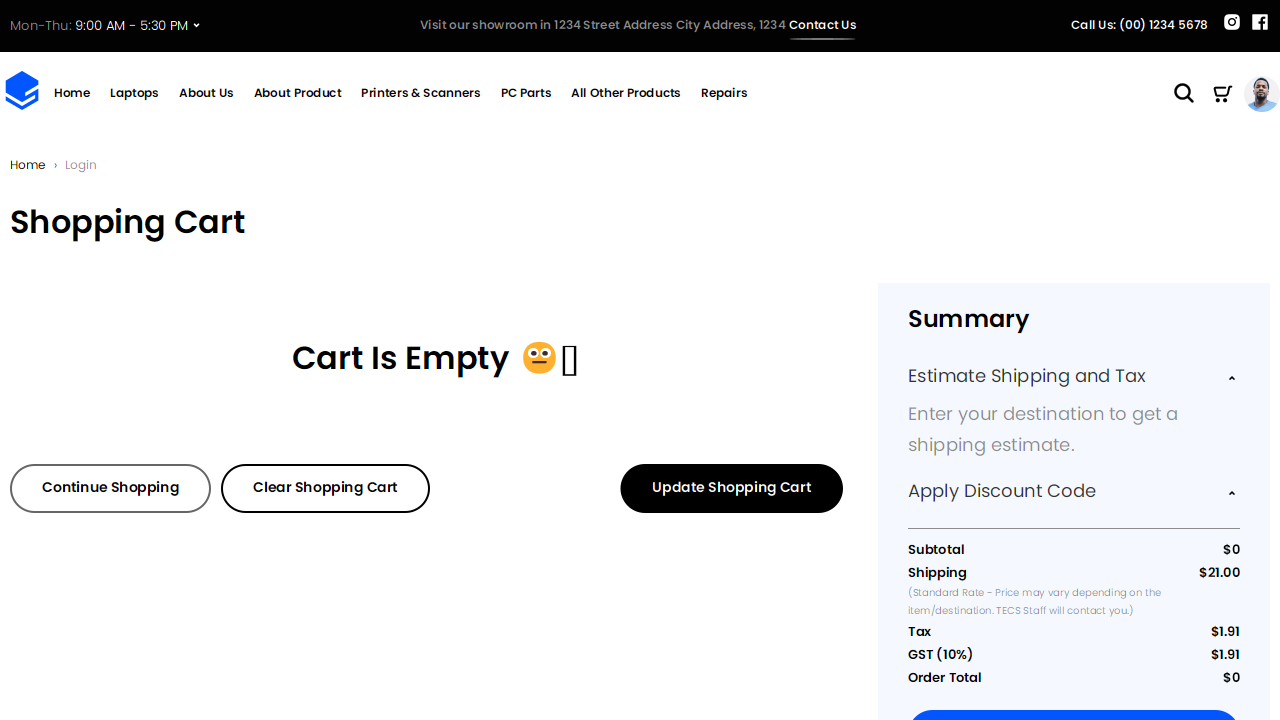 Mon-Thu: 9:00 AM - 5:30 PM
Visit our showroom in 1234 Street Address City Address, 1234 Contact Us
Call Us: (00) 1234 5678
Home
Laptops
About Us
About Product
Printers & Scanners
PC Parts
All Other Products
Repairs
Home › Login
Shopping Cart
Cart Is Empty
Continue Shopping
Clear Shopping Cart
Update Shopping Cart
Summary
Estimate Shipping and Tax
Enter your destination to get a
shipping estimate.
Apply Discount Code
Subtotal $0
Shipping $21.00
(Standard Rate - Price may vary depending on the
item/destination. TECS Staff will contact you.)
Tax $1.91
GST (10%) $1.91
Order Total $0